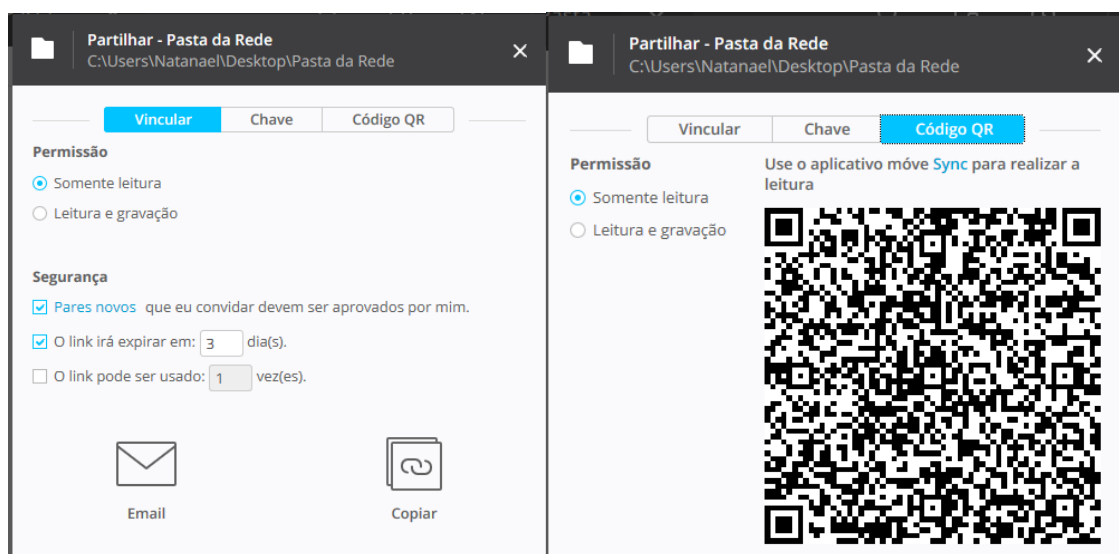 Partilhar - Pasta da Rede
C:\Users\Natanael\Desktop\Pasta da Rede
Vincular Chave Código QR
Permissão
Somente leitura
Leitura e gravação
Segurança
Pares novos que eu convidar devem ser aprovados por mim.
O link irá expirar em: 3 dia(s).
O link pode ser usado: 1 vez(es).
Email Copiar
Partilhar - Pasta da Rede
C:\Users\Natanael\Desktop\Pasta da Rede
Vincular Chave Código QR
Permissão
Somente leitura
Leitura e gravação
Use o aplicativo móve Sync para realizar a
leitura